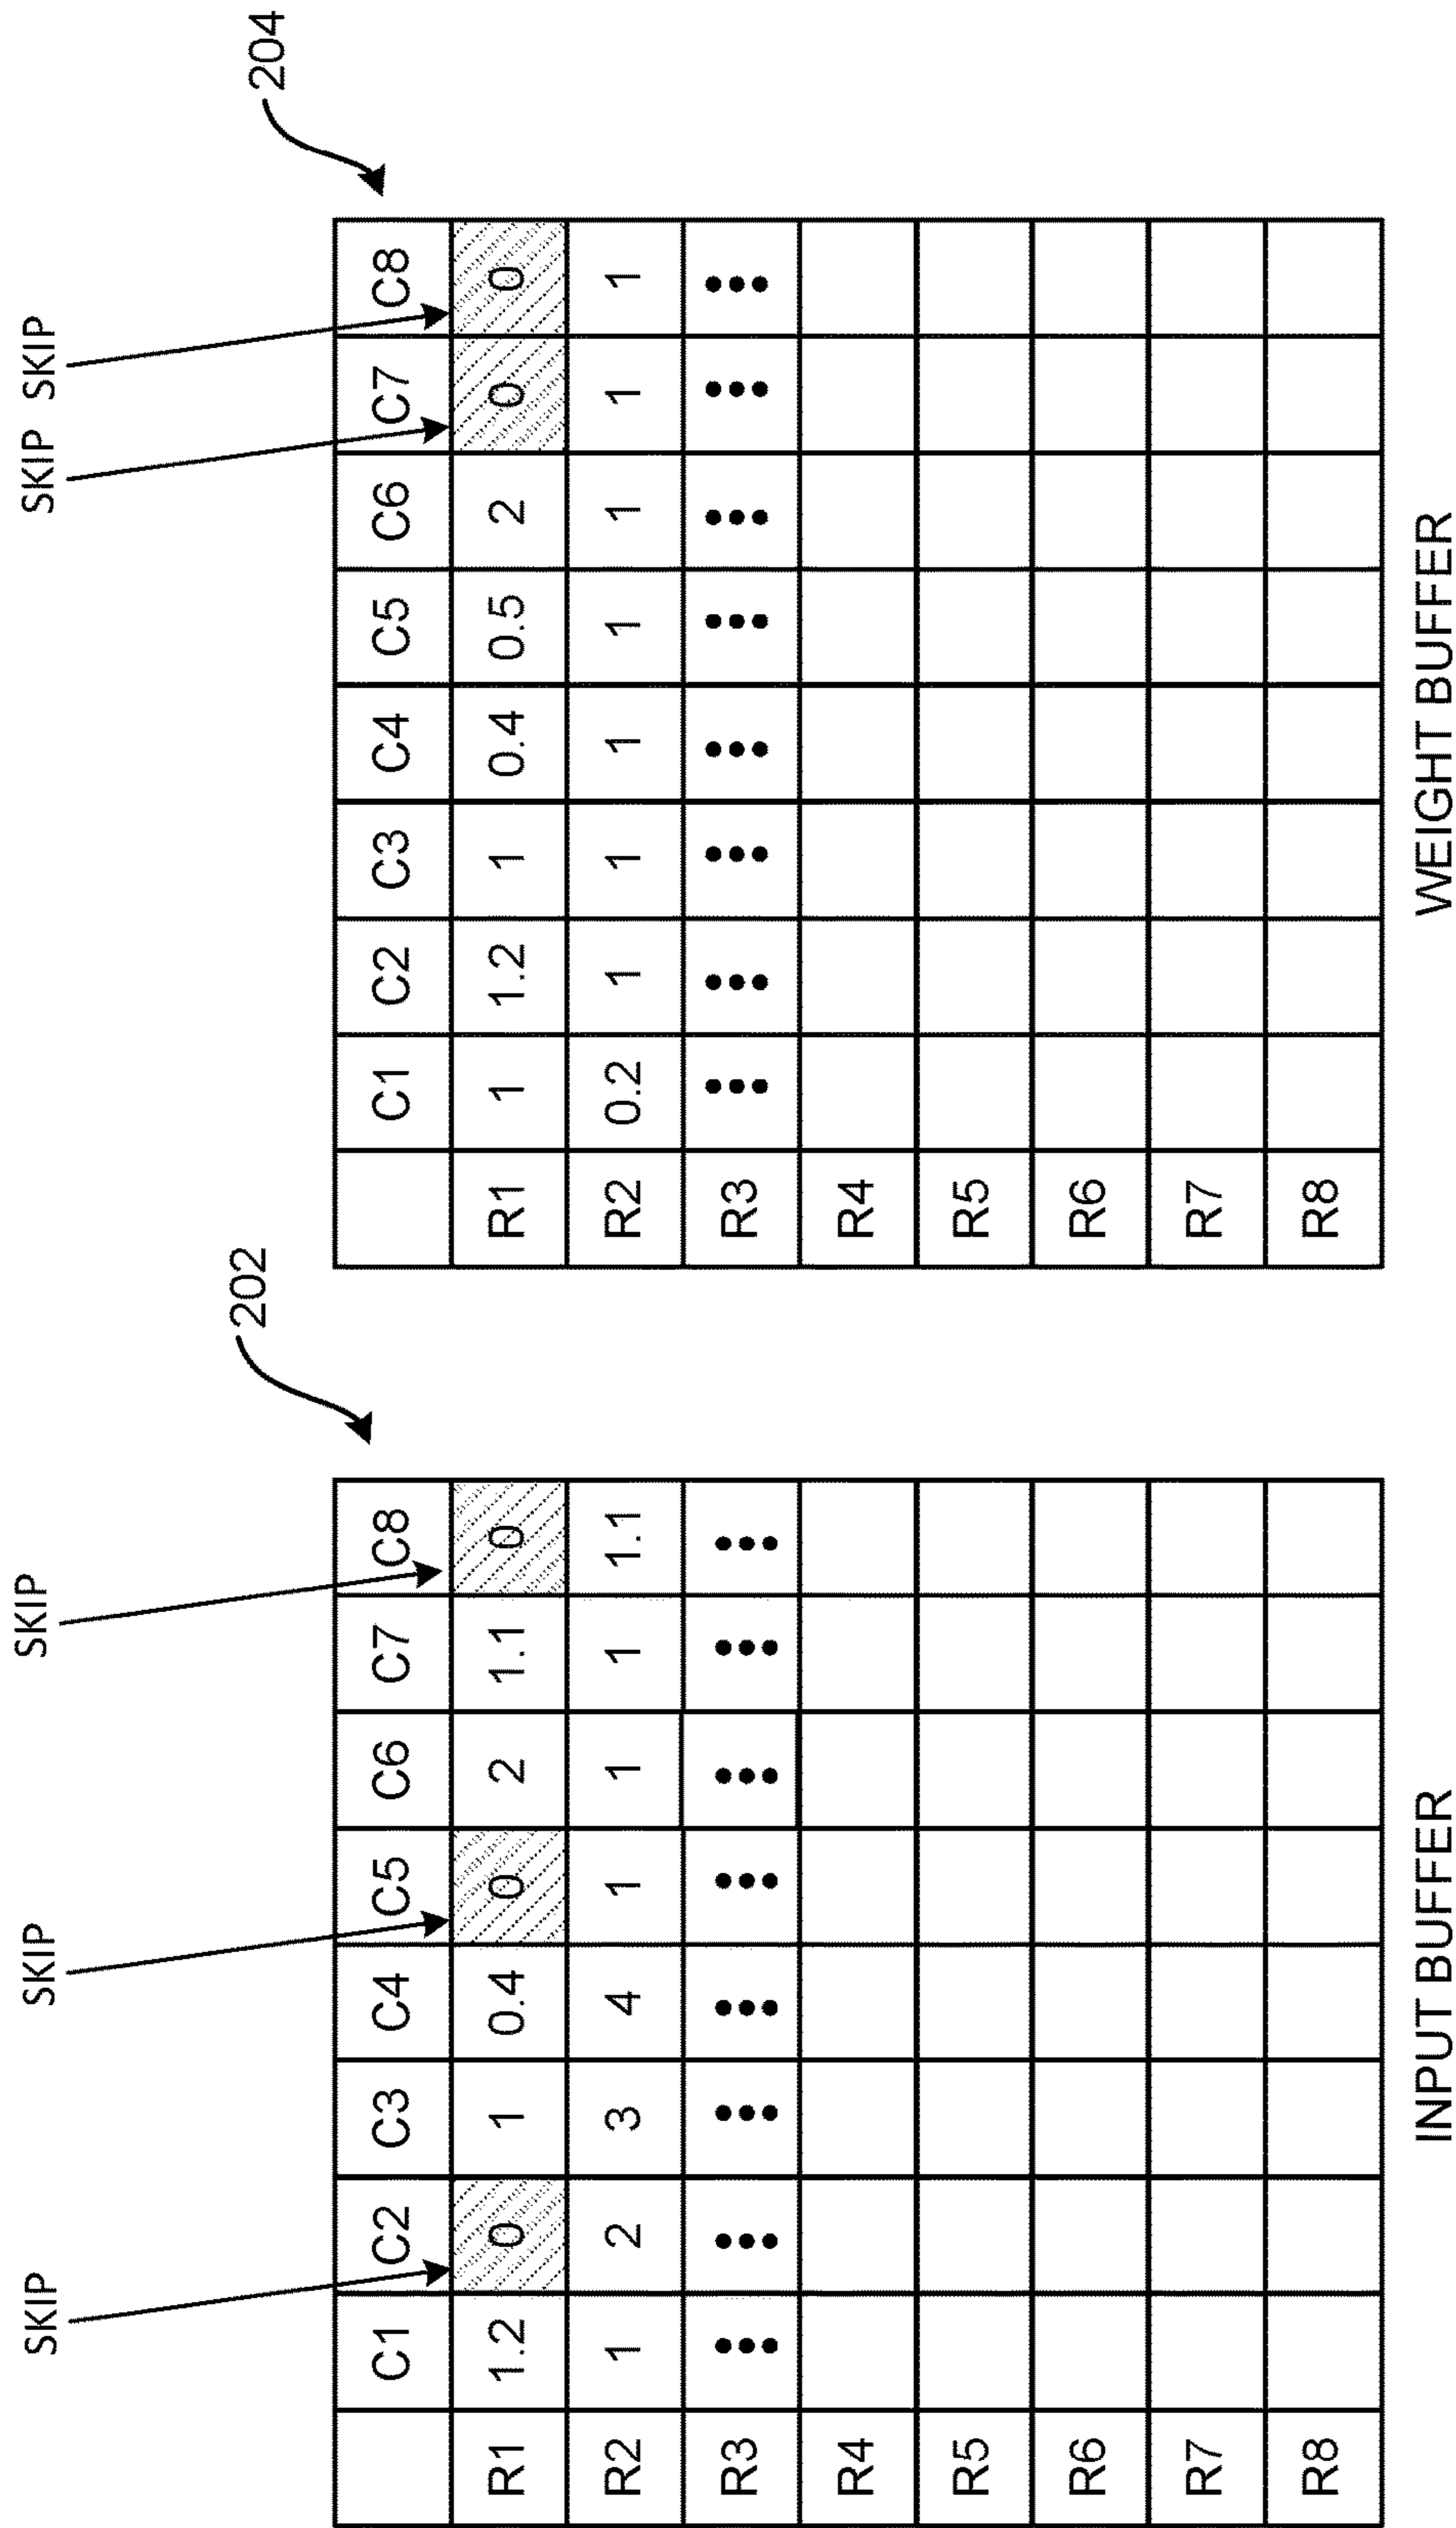 SKIP SKIP SKIP
202
C1 C2 C3 C4 C5 C6 C7 C8
R1 1.2 0 1 0.4 0 2 1.1 0
R2 1 2 3 4 1 1 1 1.1
R3 ••• ••• ••• ••• ••• ••• ••• •••
R4
R5
R6
R7
R8
INPUT BUFFER
SKIP SKIP
204
C1 C2 C3 C4 C5 C6 C7 C8
R1 1 1.2 1 0.4 0.5 2 0 0
R2 0.2 1 1 1 1 1 1 1
R3 ••• ••• ••• ••• ••• ••• ••• •••
R4
R5
R6
R7
R8
WEIGHT BUFFER